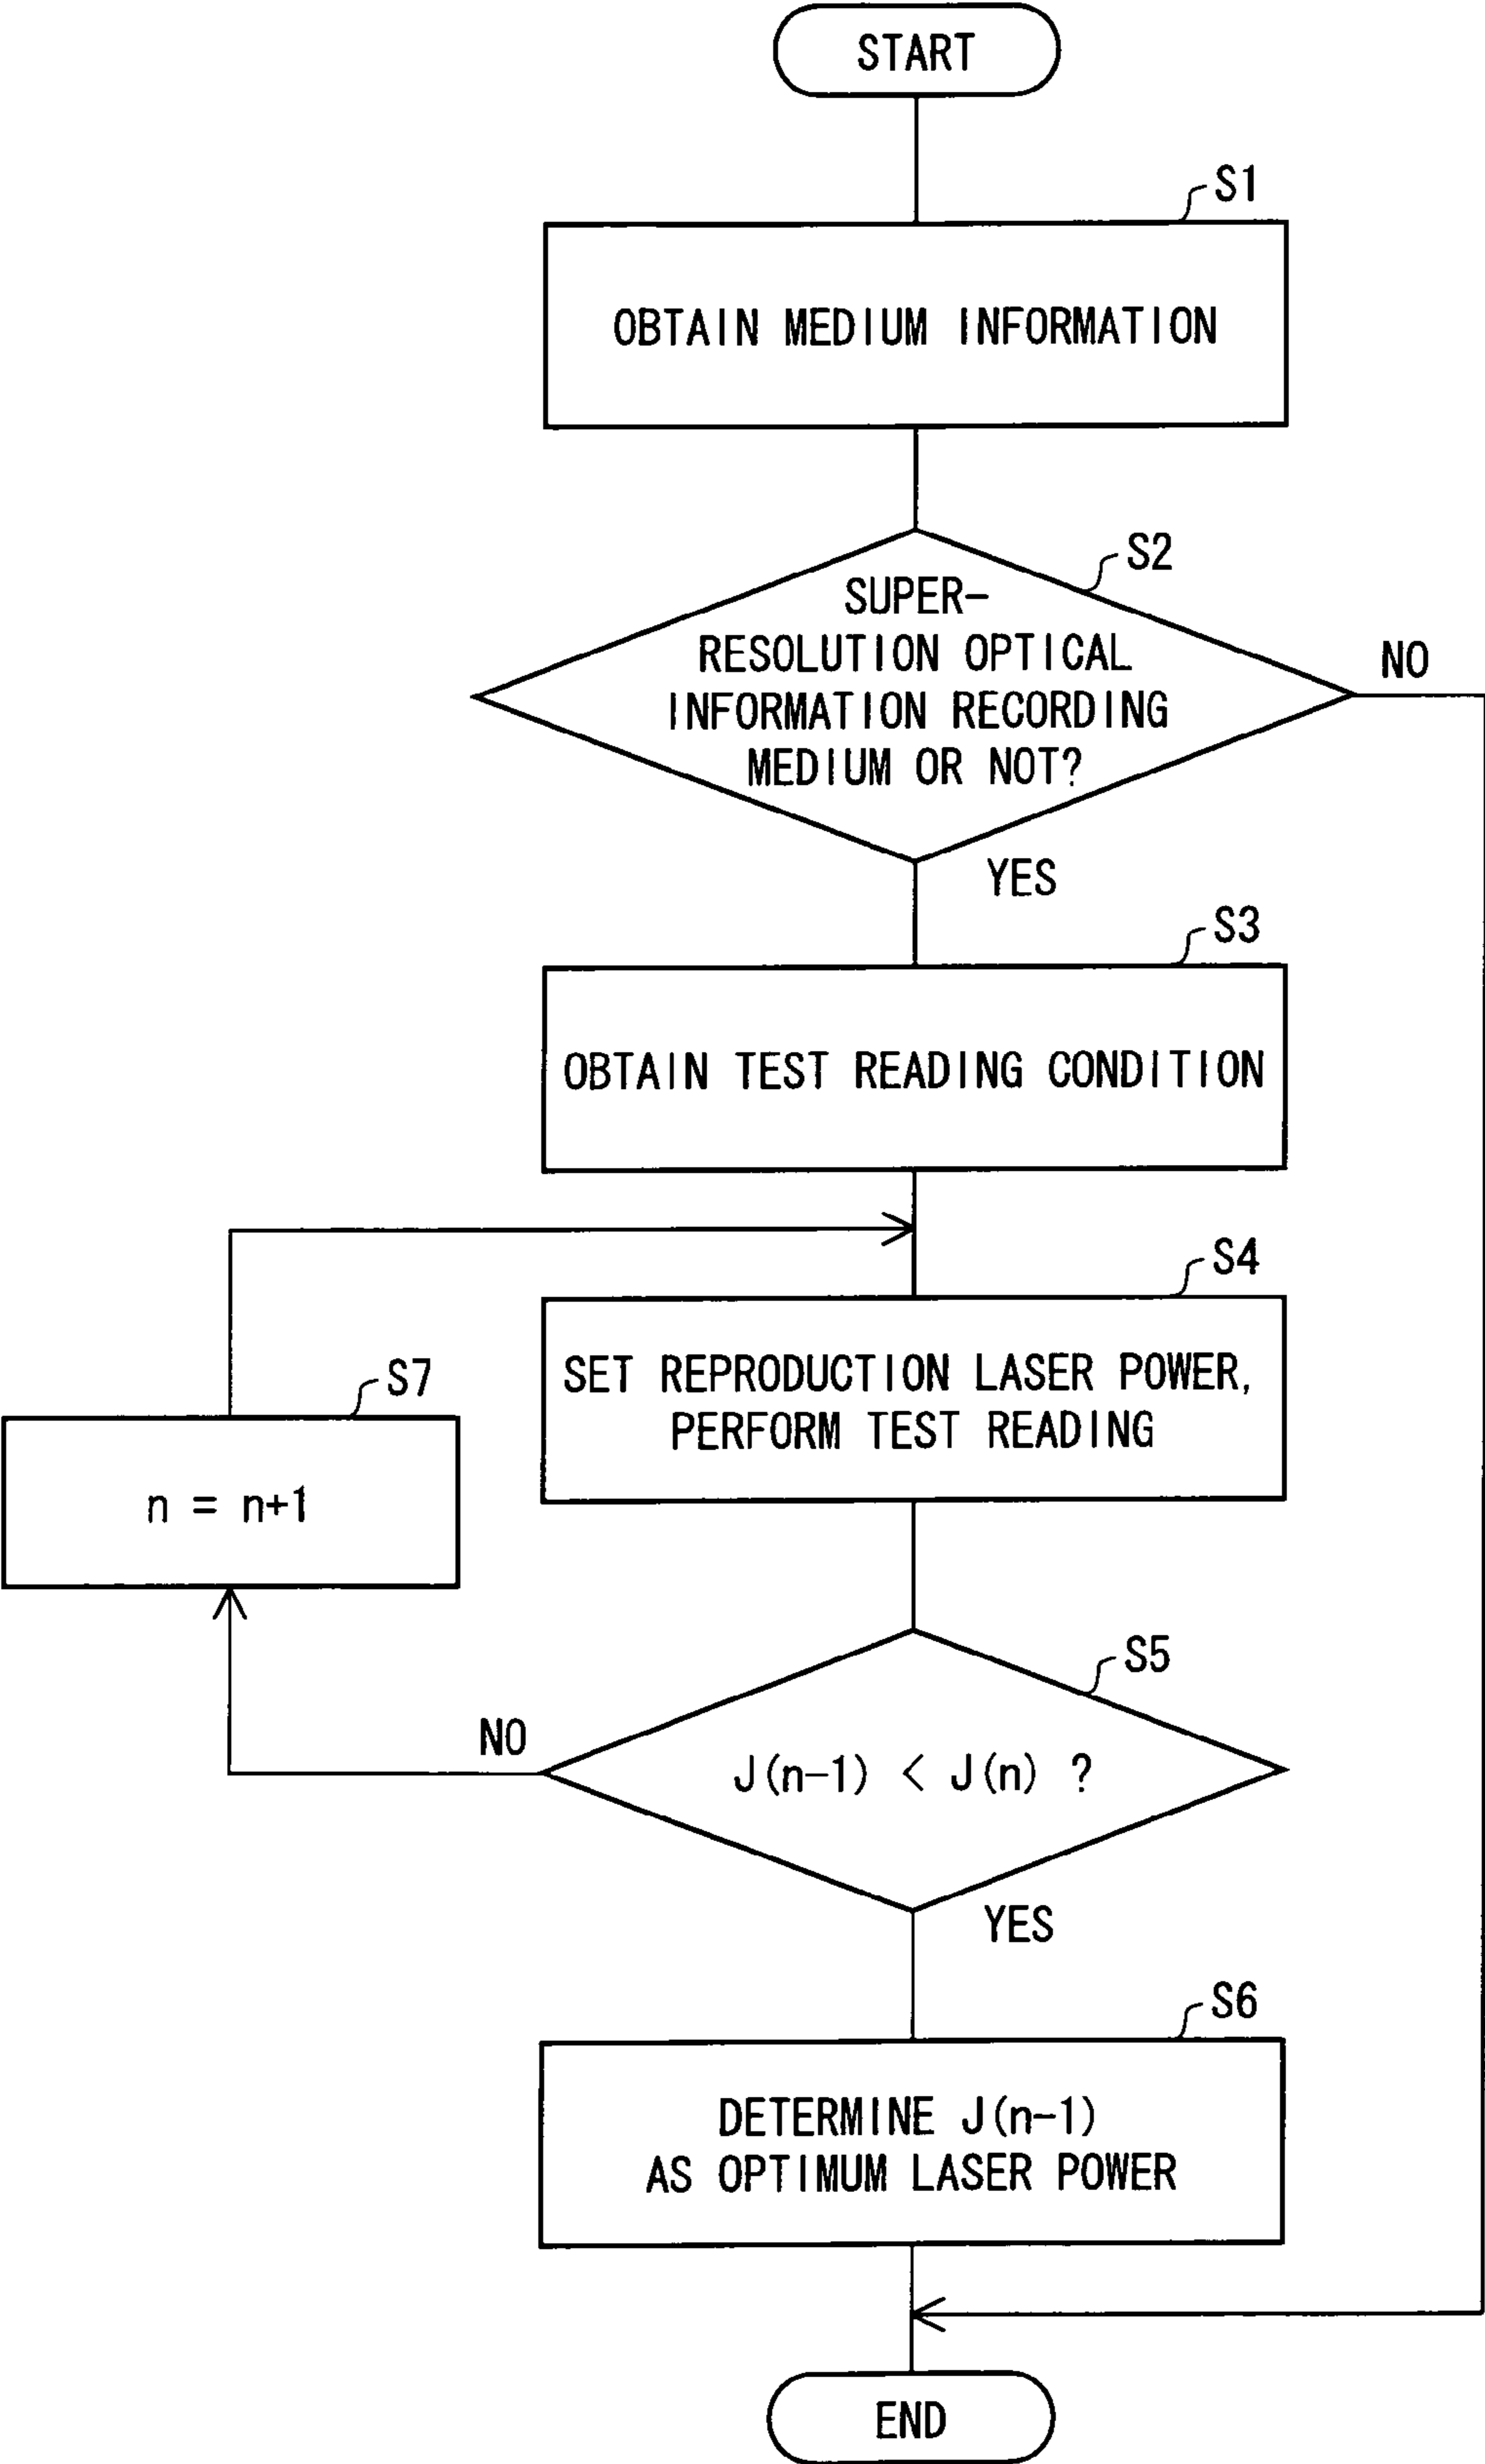 START
S1
OBTAIN MEDIUM INFORMATION
S2
SUPER-
RESOLUTION OPTICAL
INFORMATION RECORDING
MEDIUM OR NOT?
NO
YES
S3
OBTAIN TEST READING CONDITION
S4
SET REPRODUCTION LASER POWER,
PERFORM TEST READING
S7
n = n+1
S5
NO
J(n-1) < J(n) ?
YES
S6
DETERMINE J(n-1)
AS OPTIMUM LASER POWER
END